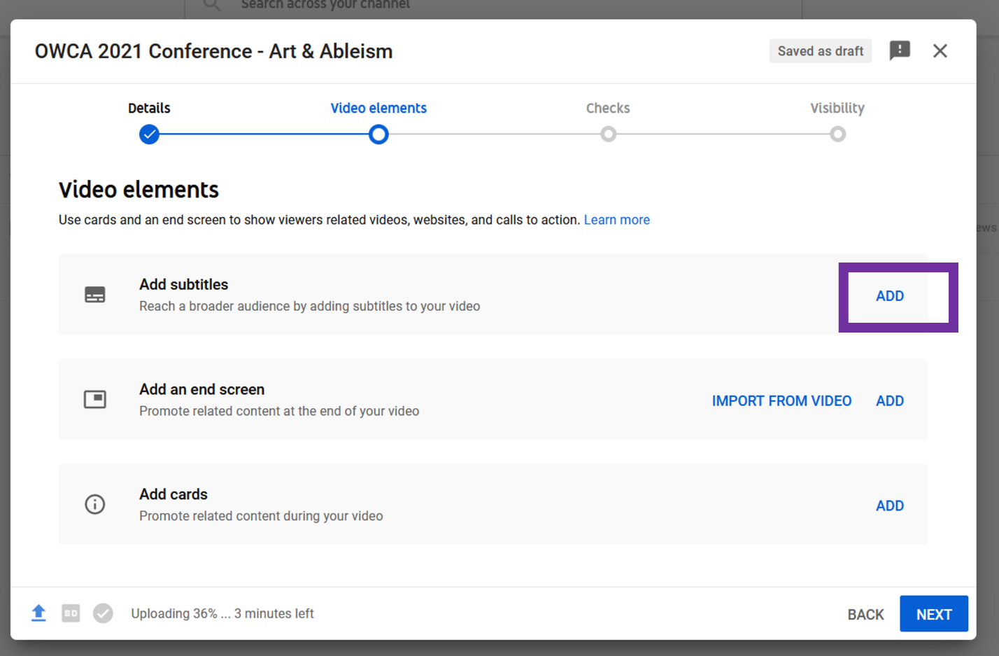 Search across your channel
OWCA 2021 Conference - Art & Ableism
Saved as draft
Details
Video elements
Checks
Visibility
Video elements
Use cards and an end screen to show viewers related videos, websites, and calls to action. Learn more
Add subtitles
Reach a broader audience by adding subtitles to your video
ADD
Add an end screen
Promote related content at the end of your video
IMPORT FROM VIDEO
ADD
Add cards
Promote related content during your video
ADD
SD
Uploading 36% ... 3 minutes left
BACK
NEXT